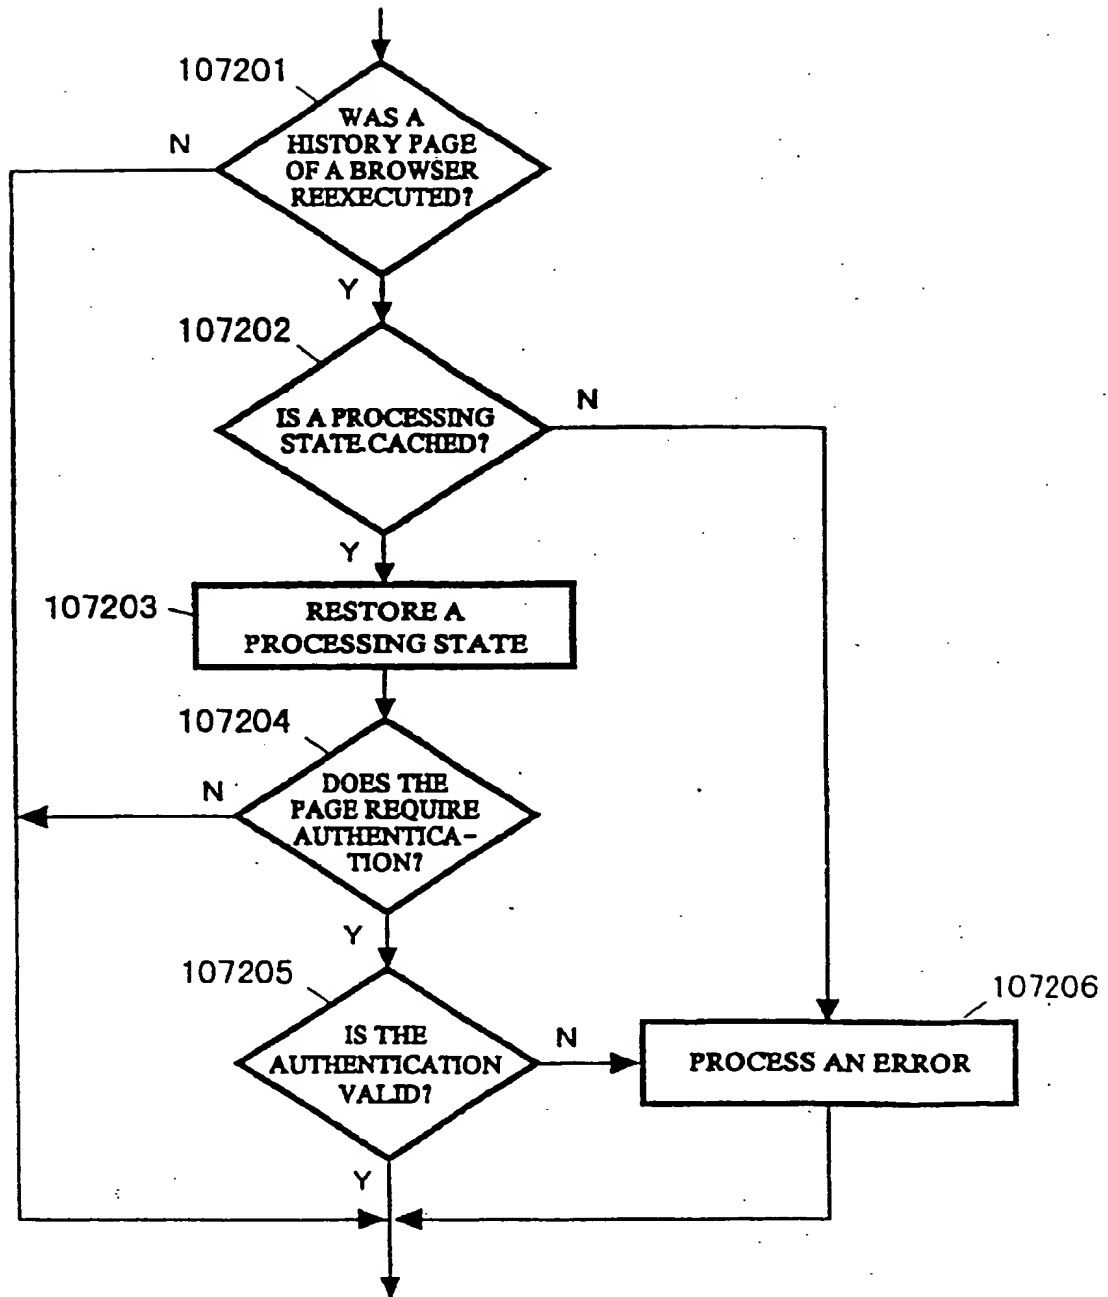 107201
WAS A
HISTORY PAGE
OF A BROWSER
REEXECUTED?
N
Y
107202
IS A PROCESSING
STATE CACHED?
N
Y
107203
RESTORE A
PROCESSING STATE
107204
DOES THE
PAGE REQUIRE
AUTHENTICA-
TION?
N
Y
107205
IS THE
AUTHENTICATION
VALID?
N
107206
PROCESS AN ERROR
Y